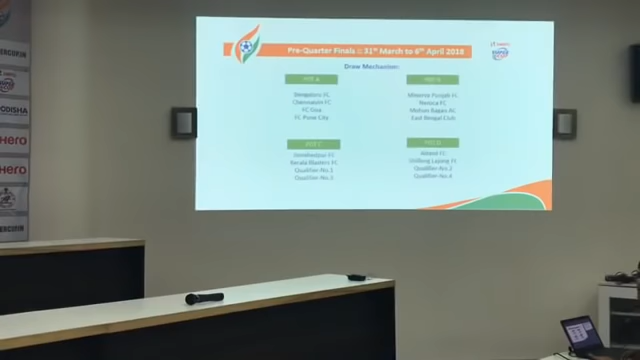 Pre-Quarter Finals :: 31st March to 6th April 2018
Draw Mechanism:
POT A
Bengaluru FC
Chennaiyin FC
FC Goa
FC Pune City
POT B
Minerva Punjab FC
Neroca FC
Mohun Bagan AC
East Bengal Club
POT C
Jamshedpur FC
Kerala Blasters FC
Qualifier No.1
Qualifier No.3
POT D
Aizawl FC
Shillong Lajong FC
Qualifier No.2
Qualifier No.4
ODISHA
Hero
Hero